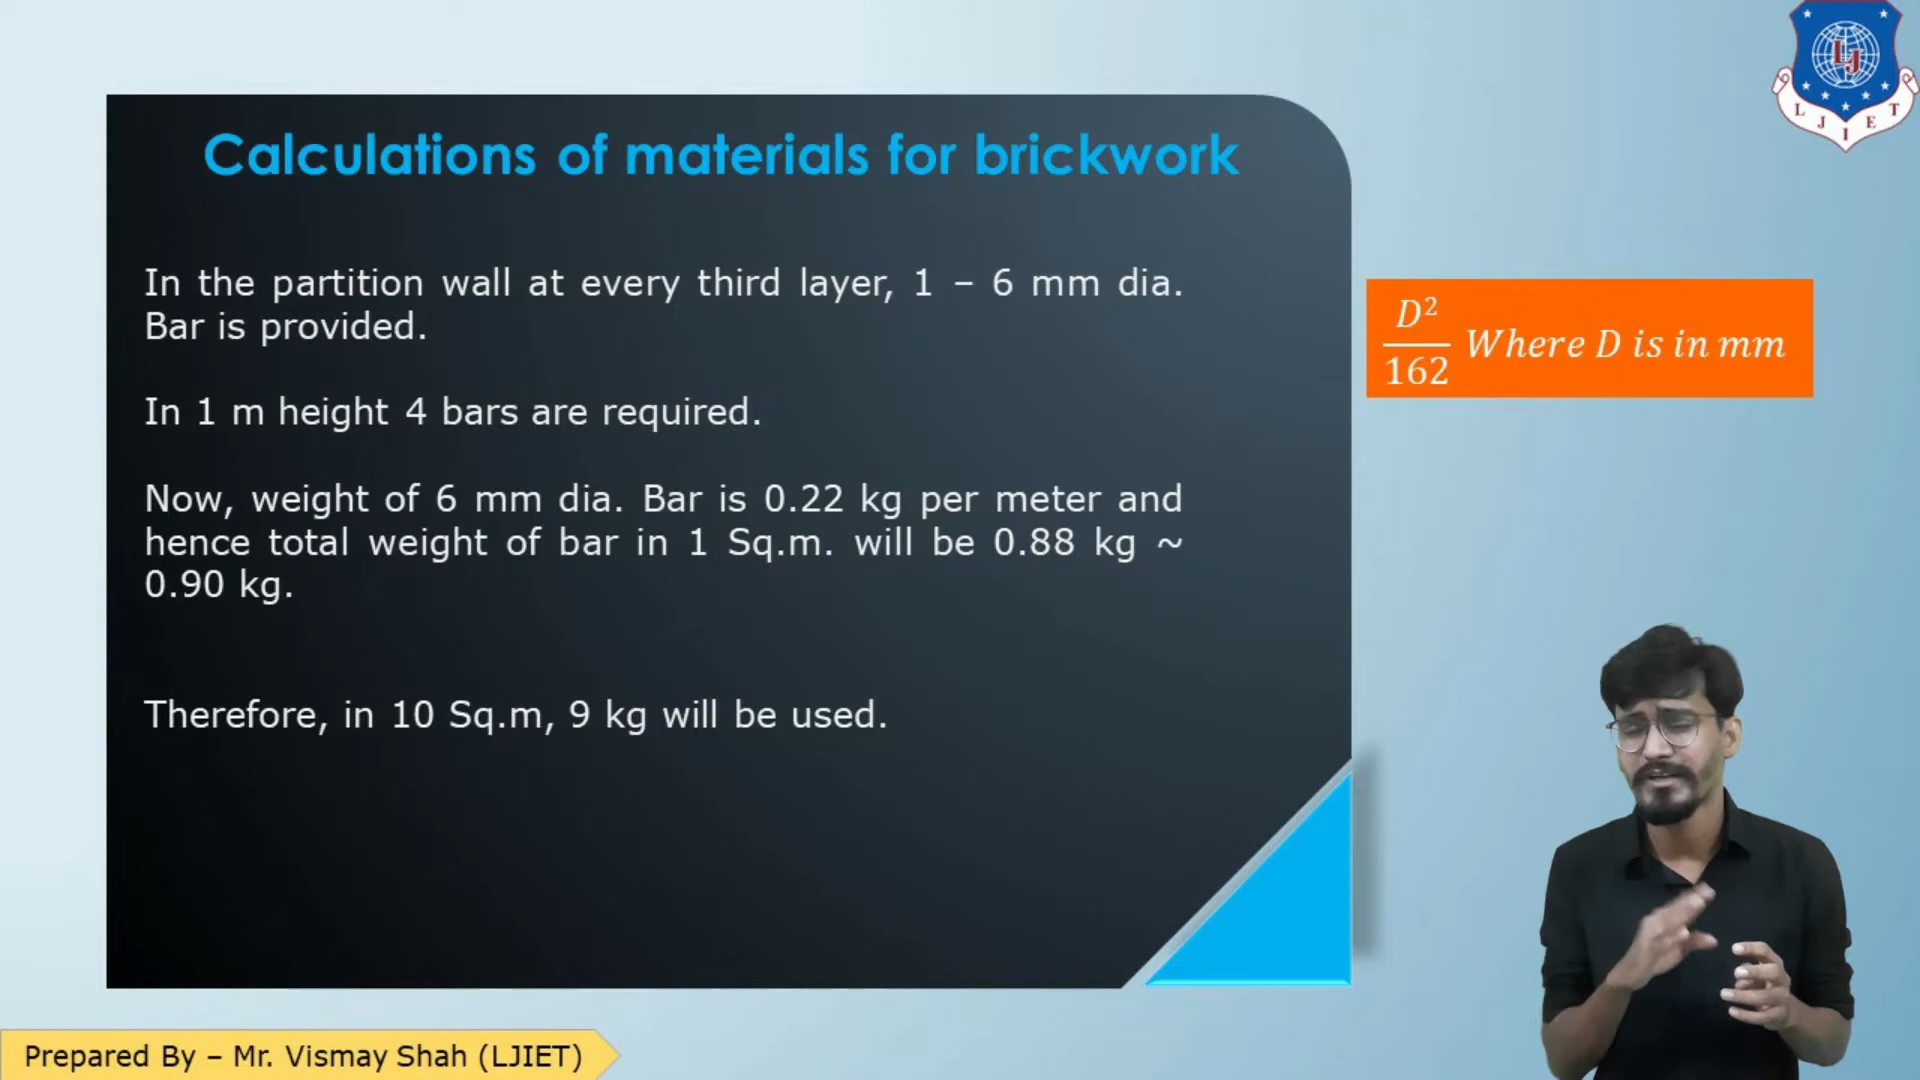 Calculations of materials for brickwork
In the partition wall at every third layer, 1 – 6 mm dia.
Bar is provided.
In 1 m height 4 bars are required.
Now, weight of 6 mm dia. Bar is 0.22 kg per meter and
hence total weight of bar in 1 Sq.m. will be 0.88 kg ~
0.90 kg.
Therefore, in 10 Sq.m, 9 kg will be used.
D²/162 Where D is in mm
LJ
LJIET
Prepared By – Mr. Vismay Shah (LJIET)